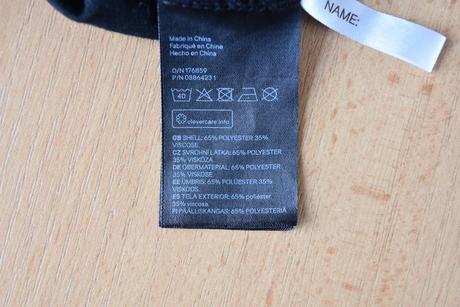 NAME:
Made in China
Fabriqué en Chine
Hecho en China
O/N 176859
P/N 0886423 1
40
clevercare.info
GB SHELL: 65% POLYESTER 35%
VISCOSE.
CZ SVRCHNÍ LÁTKA: 65% POLYESTER
35% VISKÓZA.
DE OBERMATERIAL: 65% POLYESTER
35% VISKOSE.
EE ÜMBRIS: 65% POLÜESTER 35%
VISKOOS.
ES TELA EXTERIOR: 65% poliéster
35% viscosa.
FI PÄÄLLISKANGAS: 65% POLYESTERIÄ